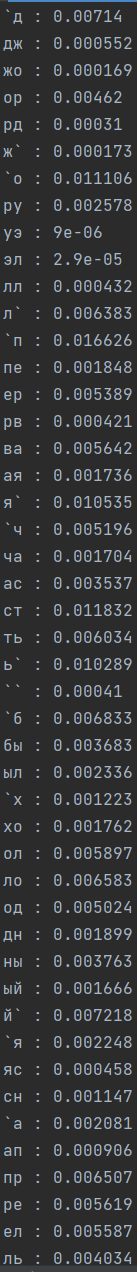 `д : 0.00714
дж : 0.000552
жо : 0.000169
ор : 0.00462
рд : 0.00031
ж` : 0.000173
`о : 0.011106
ру : 0.002578
уэ : 9e-06
эл : 2.9e-05
лл : 0.000432
л` : 0.006383
`п : 0.016626
пе : 0.001848
ер : 0.005389
рв : 0.000421
ва : 0.005642
ая : 0.001736
я` : 0.010535
`ч : 0.005196
ча : 0.001704
ас : 0.003537
ст : 0.011832
ть : 0.006034
ь` : 0.010289
`` : 0.00041
`б : 0.006833
бы : 0.003683
ыл : 0.002336
`х : 0.001223
хо : 0.001762
ол : 0.005897
ло : 0.006583
од : 0.005024
дн : 0.001899
ны : 0.003763
ый : 0.001666
й` : 0.007218
`я : 0.002248
яс : 0.000458
сн : 0.001147
`а : 0.002081
ап : 0.000906
пр : 0.006507
ре : 0.005619
ел : 0.005587
ль : 0.004034